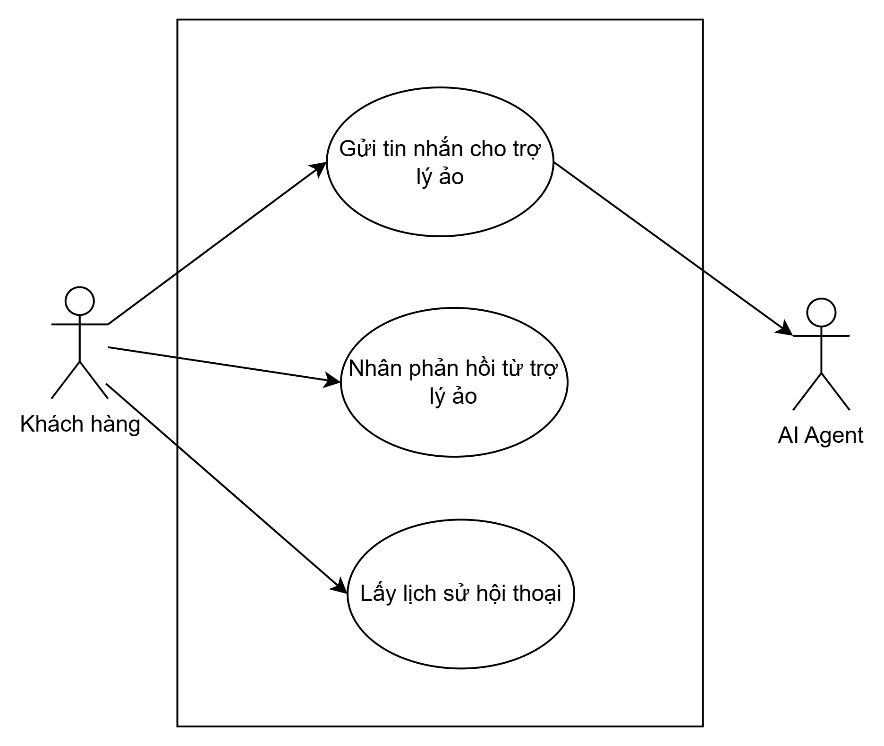 Gửi tin nhắn cho trợ
lý ảo
Nhân phản hồi từ trợ
lý ảo
Khách hàng
AI Agent
Lấy lịch sử hội thoại